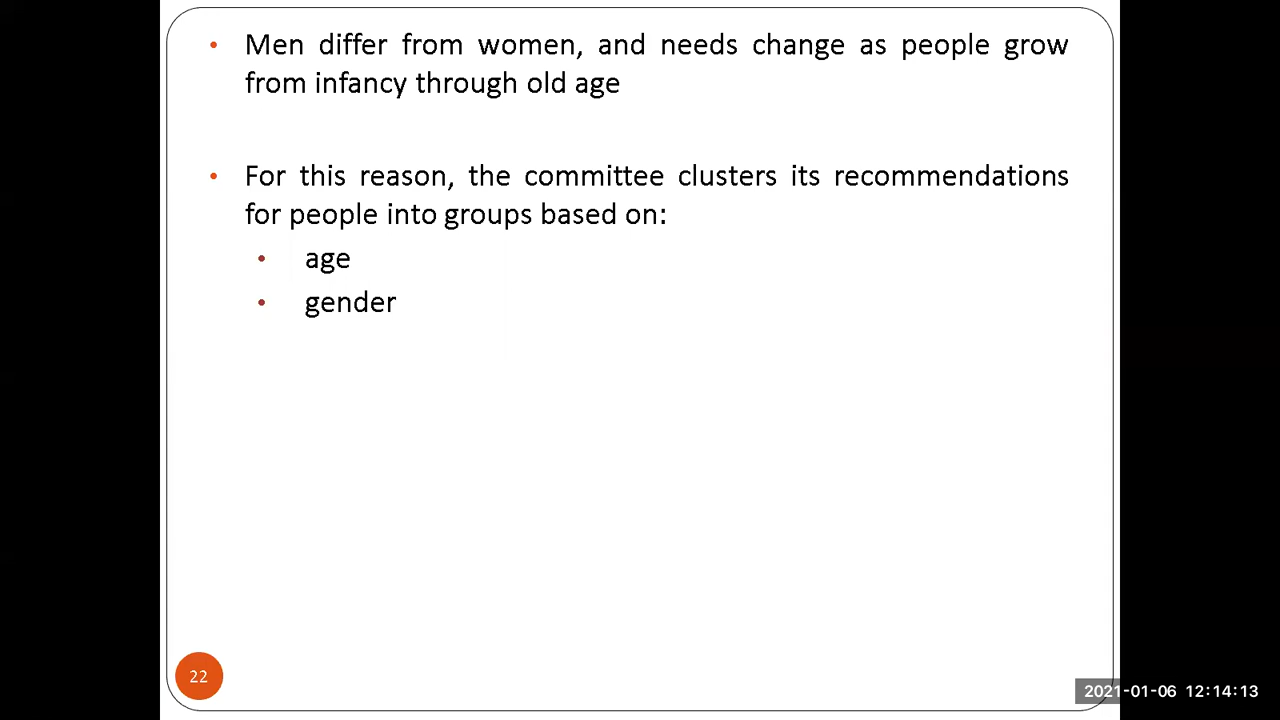 • Men differ from women, and needs change as people grow
from infancy through old age
• For this reason, the committee clusters its recommendations
for people into groups based on:
• age
• gender
22
2021-01-06 12:14:13